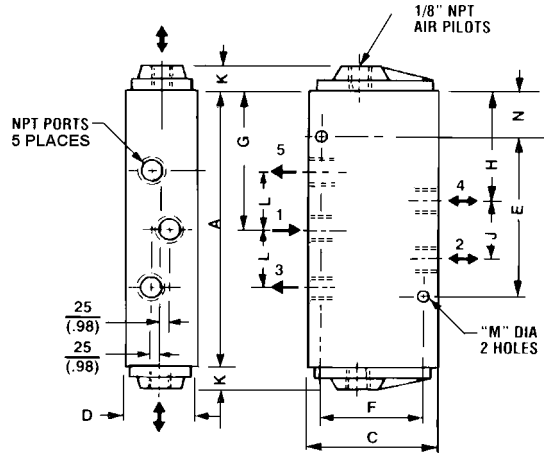 1/8" NPT
AIR PILOTS
K
N
NPT PORTS
5 PLACES
G
H
5
L
4
A
E
1
J
L
2
3
25
(.98)
25
(.98)
"M" DIA
2 HOLES
K
D
F
C